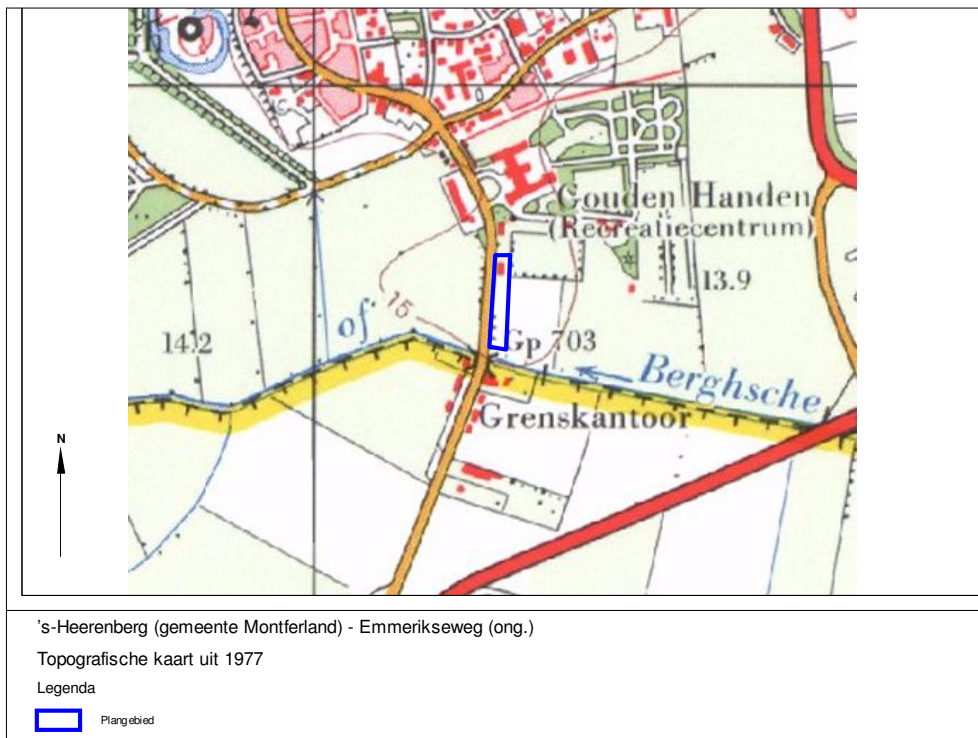 Gouden Handen
(Recreatiecentrum)
13.9
15
14.2
of
Gp 703
Berghsche
Grenskantoor
N
's-Heerenberg (gemeente Montferland) - Emmerikseweg (ong.)
Topografische kaart uit 1977
Legenda
Plangebied